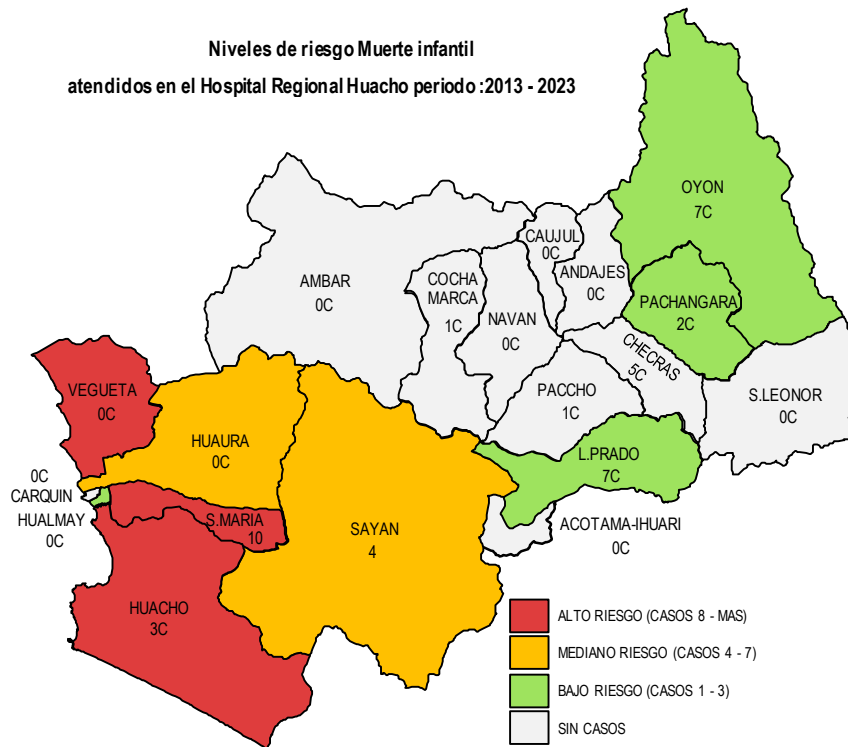 Niveles de riesgo Muerte infantil
atendidos en el Hospital Regional Huacho periodo :2013 - 2023
OYON
7C
CAUJUL
0C
ANDAJES
0C
AMBAR
0C
COCHA
MARCA
1C
NAVAN
0C
PACHANGARA
2C
CHECRAS
5C
VEGUETA
0C
PACCHO
1C
S.LEONOR
0C
HUAURA
0C
L.PRADO
7C
0C
CARQUIN
HUALMAY
0C
S.MARIA
10
SAYAN
4
ACOTAMA-IHUARI
0C
HUACHO
3C
ALTO RIESGO (CASOS 8 - MAS)
MEDIANO RIESGO (CASOS 4 - 7)
BAJO RIESGO (CASOS 1 - 3)
SIN CASOS